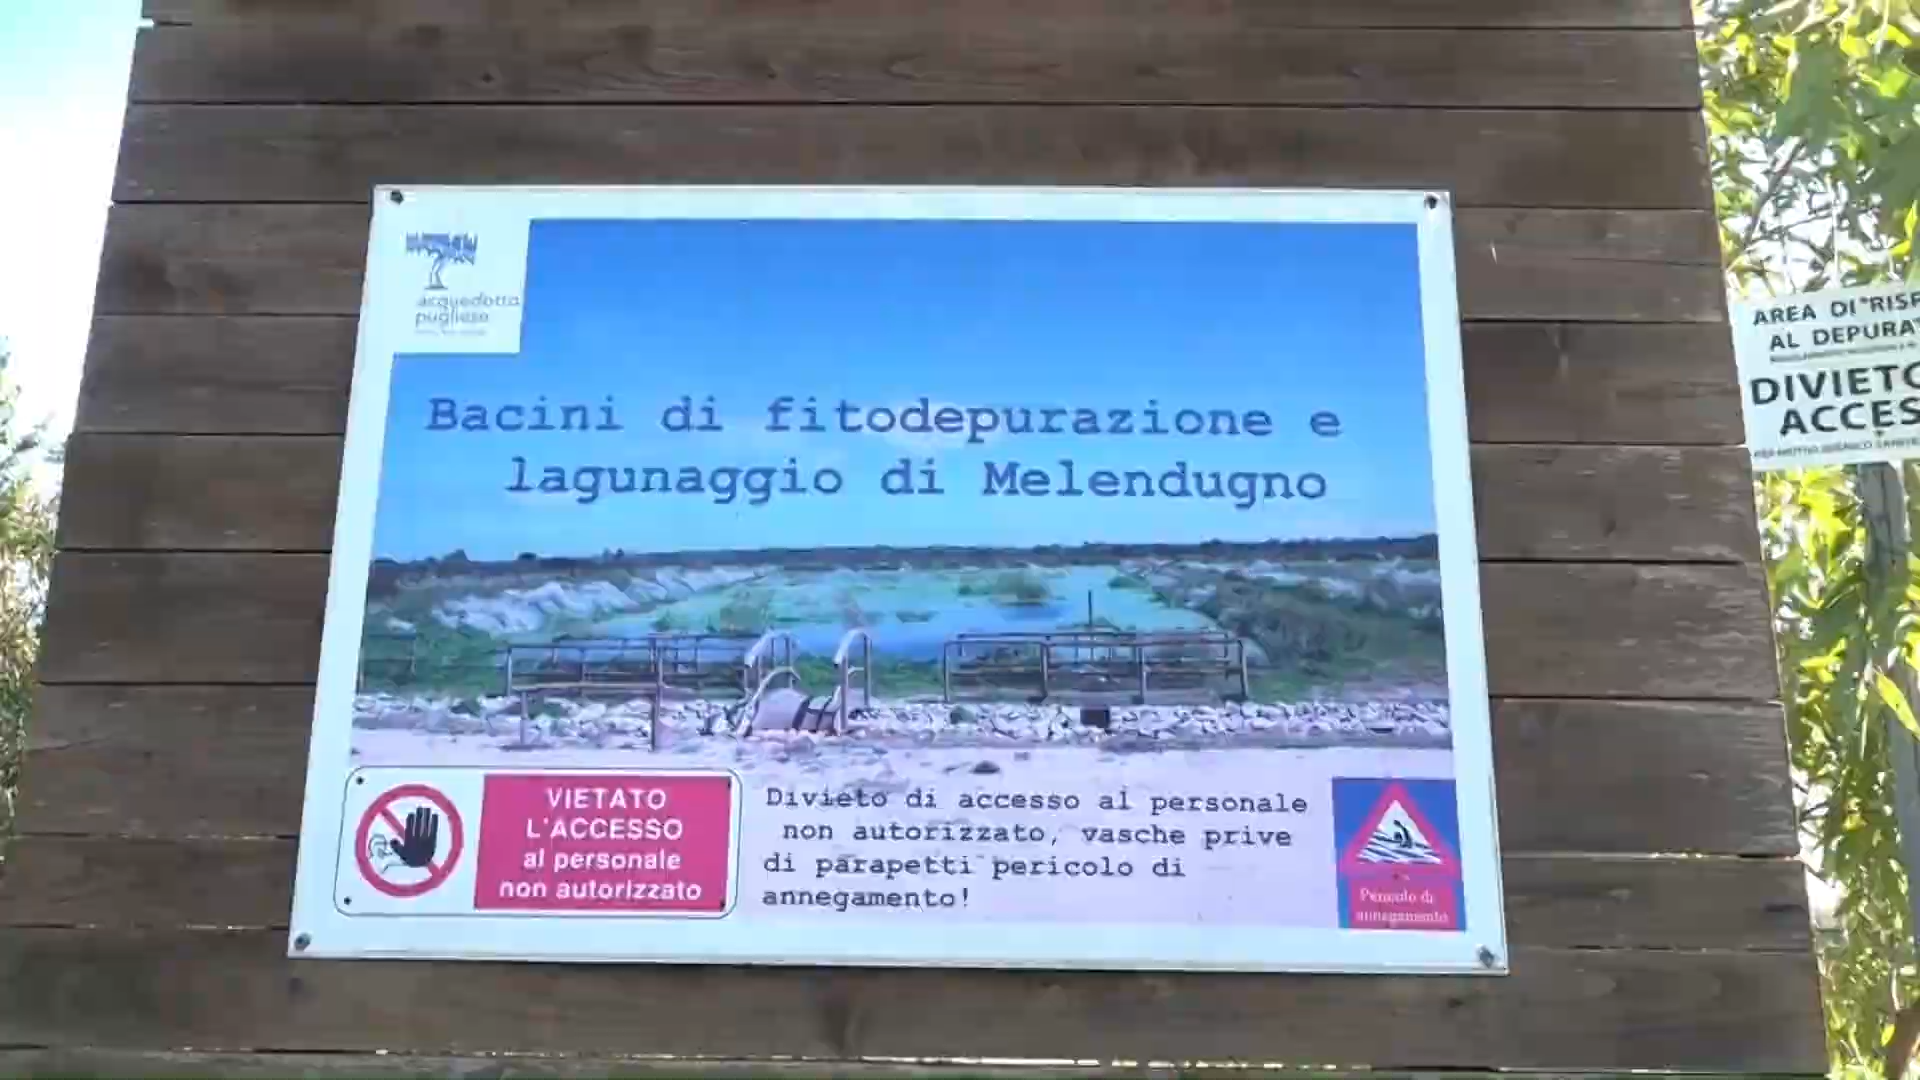 acquedotto
pugliese
Bacini di fitodepurazione e
lagunaggio di Melendugno
VIETATO
L'ACCESSO
al personale
non autorizzato
Divieto di accesso al personale
non autorizzato, vasche prive
di parapetti pericolo di
annegamento!
Pericolo di
annegamento
AREA DI RISP
AL DEPURA
DIVIETO
ACCES